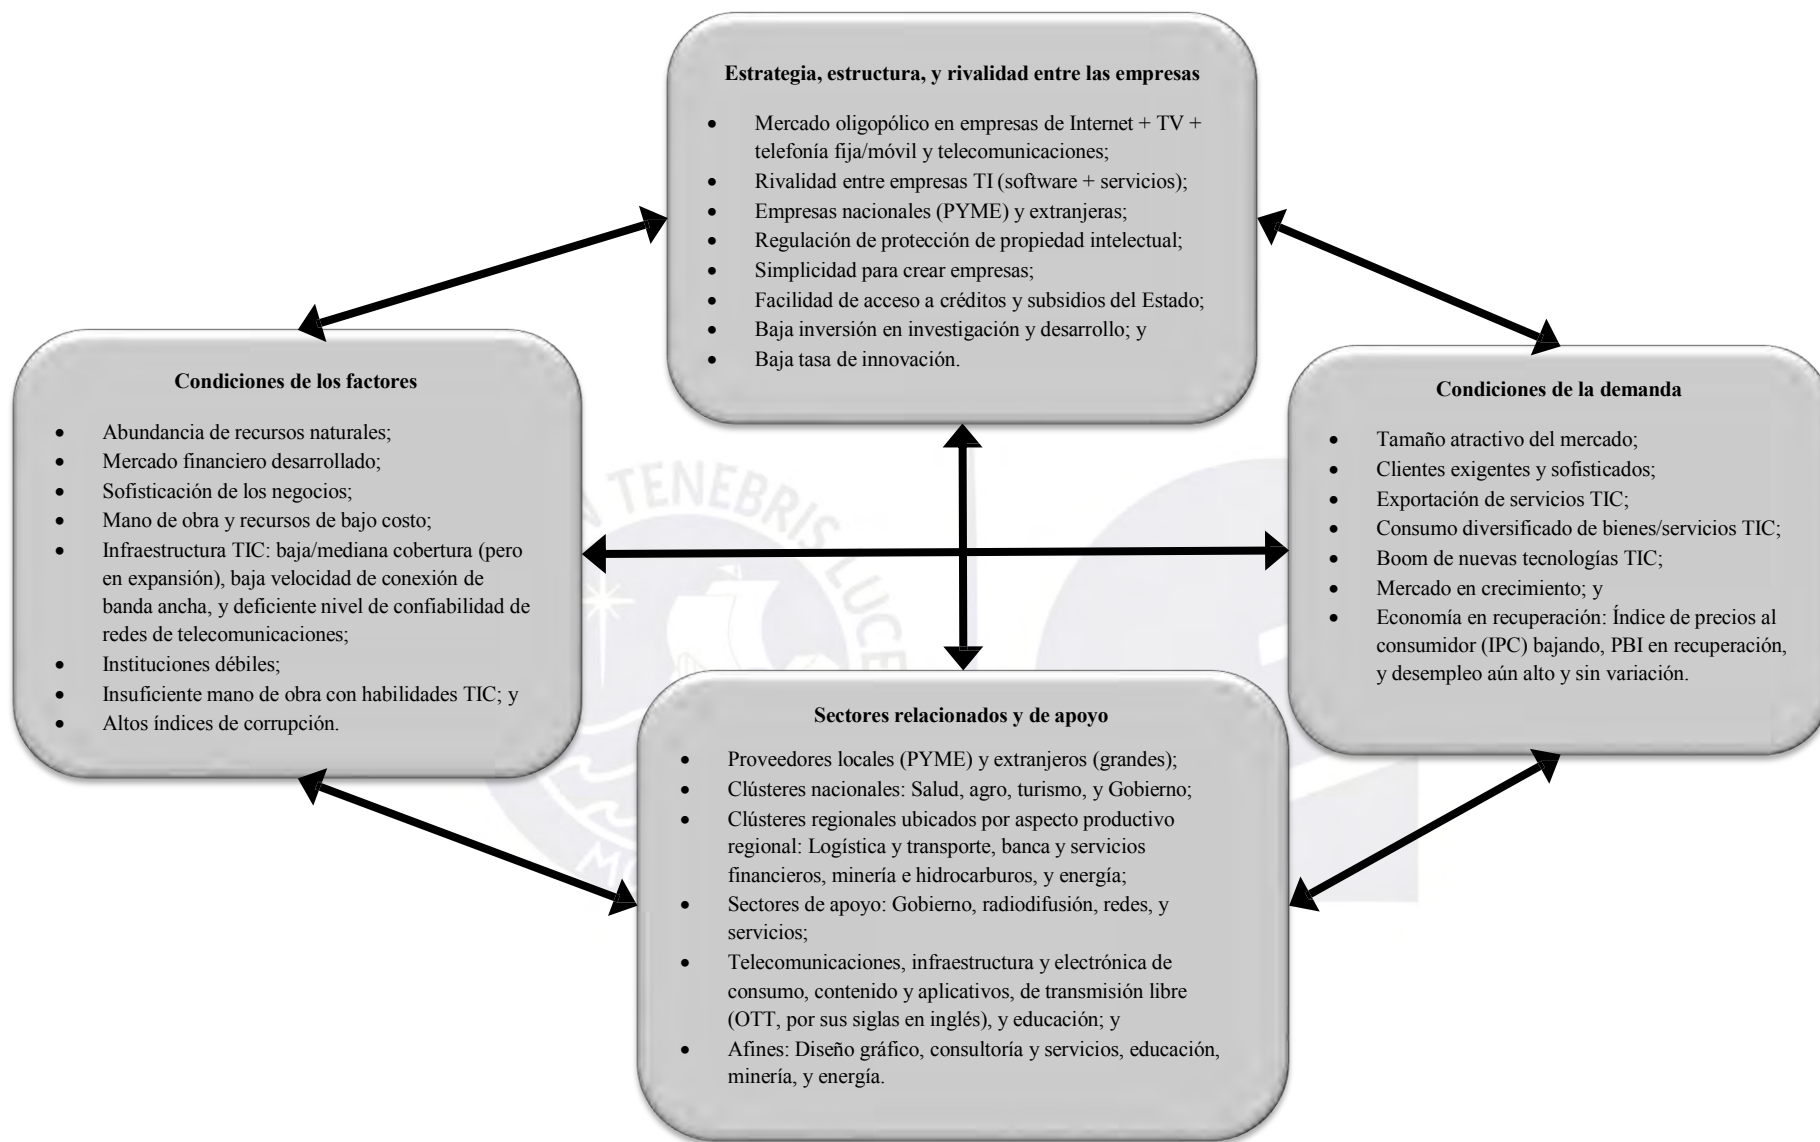 Estrategia, estructura, y rivalidad entre las empresas
• Mercado oligopólico en empresas de Internet + TV +
telefonía fija/móvil y telecomunicaciones;
• Rivalidad entre empresas TI (software + servicios);
• Empresas nacionales (PYME) y extranjeras;
• Regulación de protección de propiedad intelectual;
• Simplicidad para crear empresas;
• Facilidad de acceso a créditos y subsidios del Estado;
• Baja inversión en investigación y desarrollo; y
• Baja tasa de innovación.
Condiciones de los factores
• Abundancia de recursos naturales;
• Mercado financiero desarrollado;
• Sofisticación de los negocios;
• Mano de obra y recursos de bajo costo;
• Infraestructura TIC: baja/mediana cobertura (pero
en expansión), baja velocidad de conexión de
banda ancha, y deficiente nivel de confiabilidad de
redes de telecomunicaciones;
• Instituciones débiles;
• Insuficiente mano de obra con habilidades TIC; y
• Altos índices de corrupción.
Condiciones de la demanda
• Tamaño atractivo del mercado;
• Clientes exigentes y sofisticados;
• Exportación de servicios TIC;
• Consumo diversificado de bienes/servicios TIC;
• Boom de nuevas tecnologías TIC;
• Mercado en crecimiento; y
• Economía en recuperación: Índice de precios al
consumidor (IPC) bajando, PBI en recuperación,
y desempleo aún alto y sin variación.
Sectores relacionados y de apoyo
• Proveedores locales (PYME) y extranjeros (grandes);
• Clústeres nacionales: Salud, agro, turismo, y Gobierno;
• Clústeres regionales ubicados por aspecto productivo
regional: Logística y transporte, banca y servicios
financieros, minería e hidrocarburos, y energía;
• Sectores de apoyo: Gobierno, radiodifusión, redes, y
servicios;
• Telecomunicaciones, infraestructura y electrónica de
consumo, contenido y aplicativos, de transmisión libre
(OTT, por sus siglas en inglés), y educación; y
• Afines: Diseño gráfico, consultoría y servicios, educación,
minería, y energía.
TENEBRIS